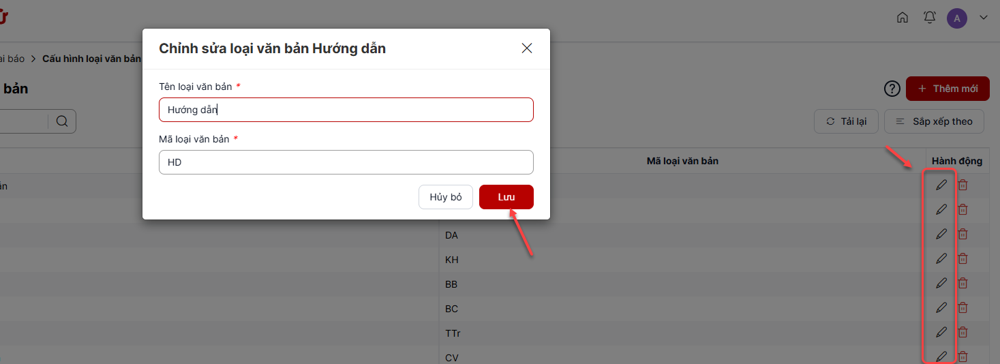 A
Chỉnh sửa loại văn bản Hướng dẫn
ai báo > Cấu hình loại văn bản
Tên loại văn bản *
bản
? + Thêm mới
Hướng dẫn
Tải lại Sắp xếp theo
Mã loại văn bản *
HD
Mã loại văn bản Hành động
Hủy bỏ Lưu
DA
KH
BB
BC
TTr
CV